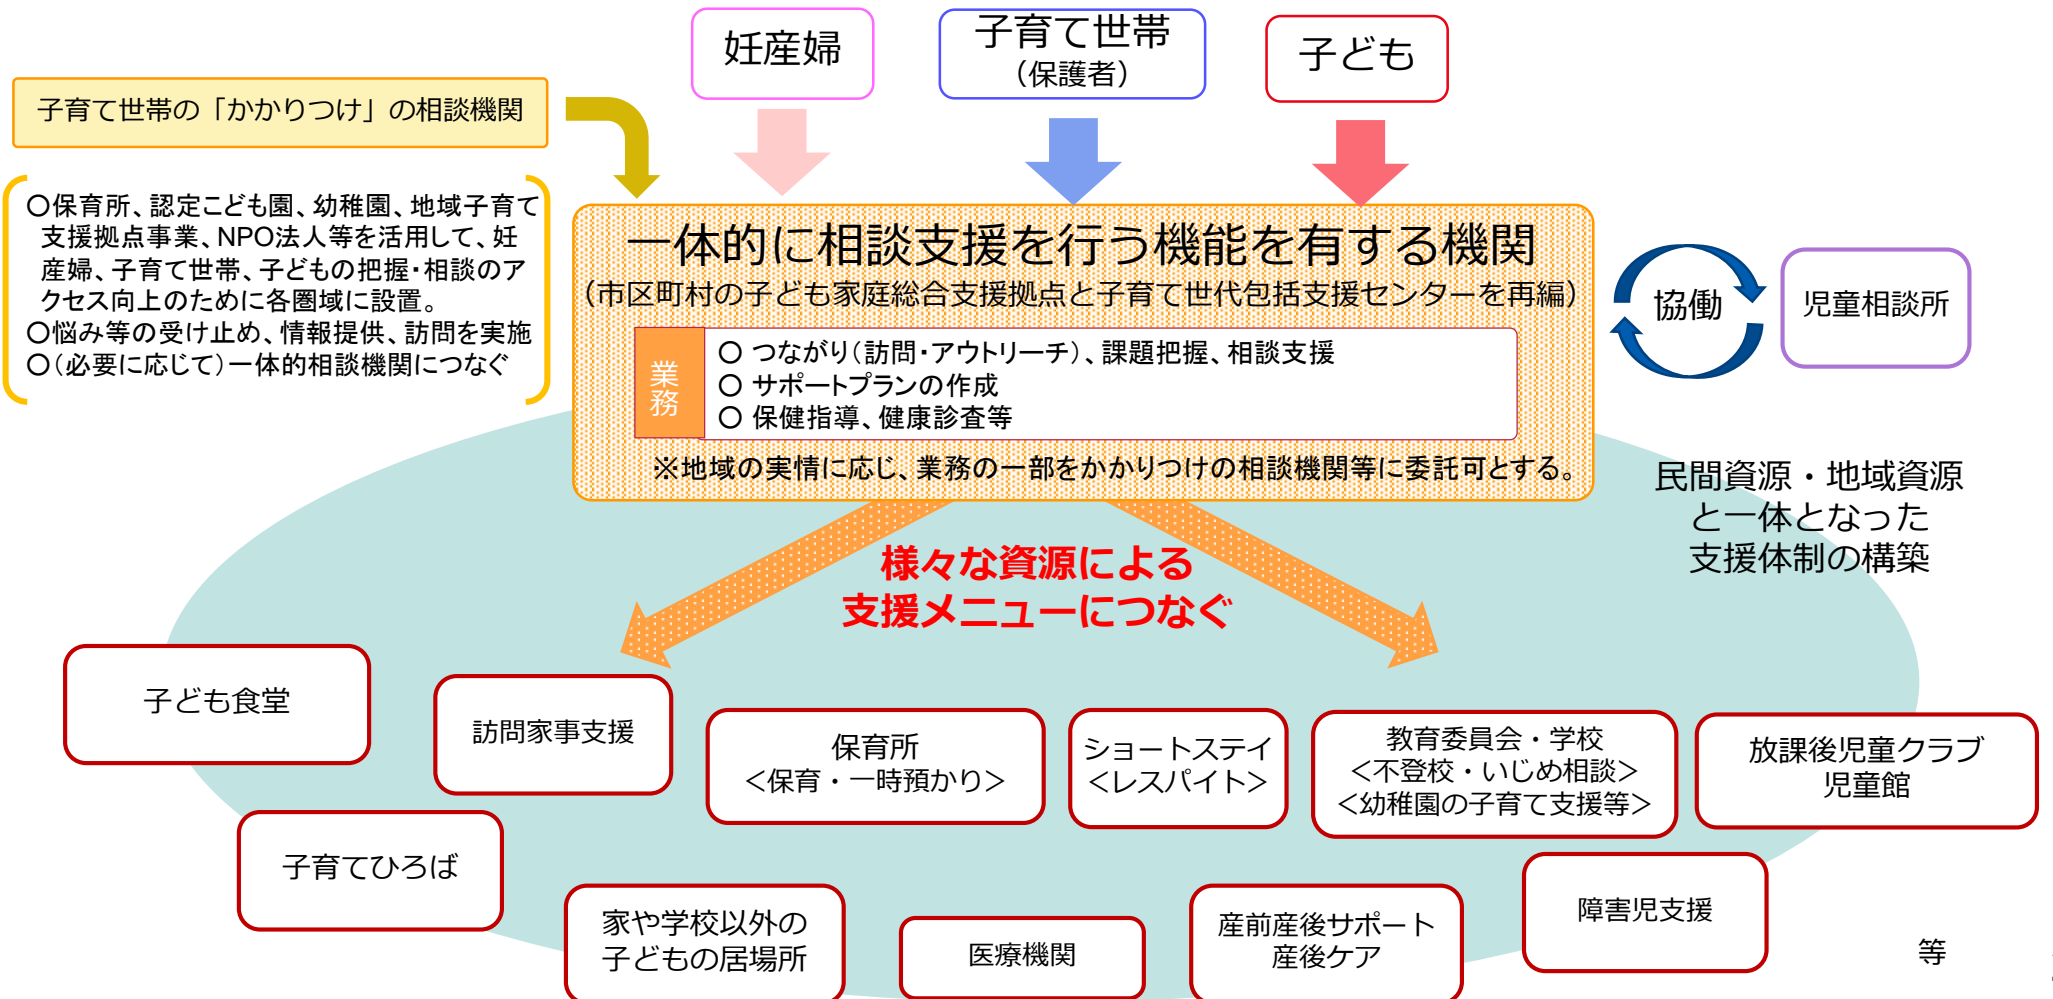 妊産婦
子育て世帯
（保護者）
子ども
子育て世帯の「かかりつけ」の相談機関
〇保育所、認定こども園、幼稚園、地域子育て
支援拠点事業、NPO法人等を活用して、妊
産婦、子育て世帯、子どもの把握・相談のア
クセス向上のために各圏域に設置。
〇悩み等の受け止め、情報提供、訪問を実施
〇（必要に応じて）一体的相談機関につなぐ
一体的に相談支援を行う機能を有する機関
（市区町村の子ども家庭総合支援拠点と子育て世代包括支援センターを再編）
業務
〇 つながり（訪問・アウトリーチ）、課題把握、相談支援
〇 サポートプランの作成
〇 保健指導、健康診査等
※地域の実情に応じ、業務の一部をかかりつけの相談機関等に委託可とする。
協働
児童相談所
民間資源・地域資源
と一体となった
支援体制の構築
様々な資源による
支援メニューにつなぐ
子ども食堂
訪問家事支援
保育所
＜保育・一時預かり＞
ショートステイ
＜レスパイト＞
教育委員会・学校
＜不登校・いじめ相談＞
＜幼稚園の子育て支援等＞
放課後児童クラブ
児童館
子育てひろば
家や学校以外の
子どもの居場所
医療機関
産前産後サポート
産後ケア
障害児支援
等